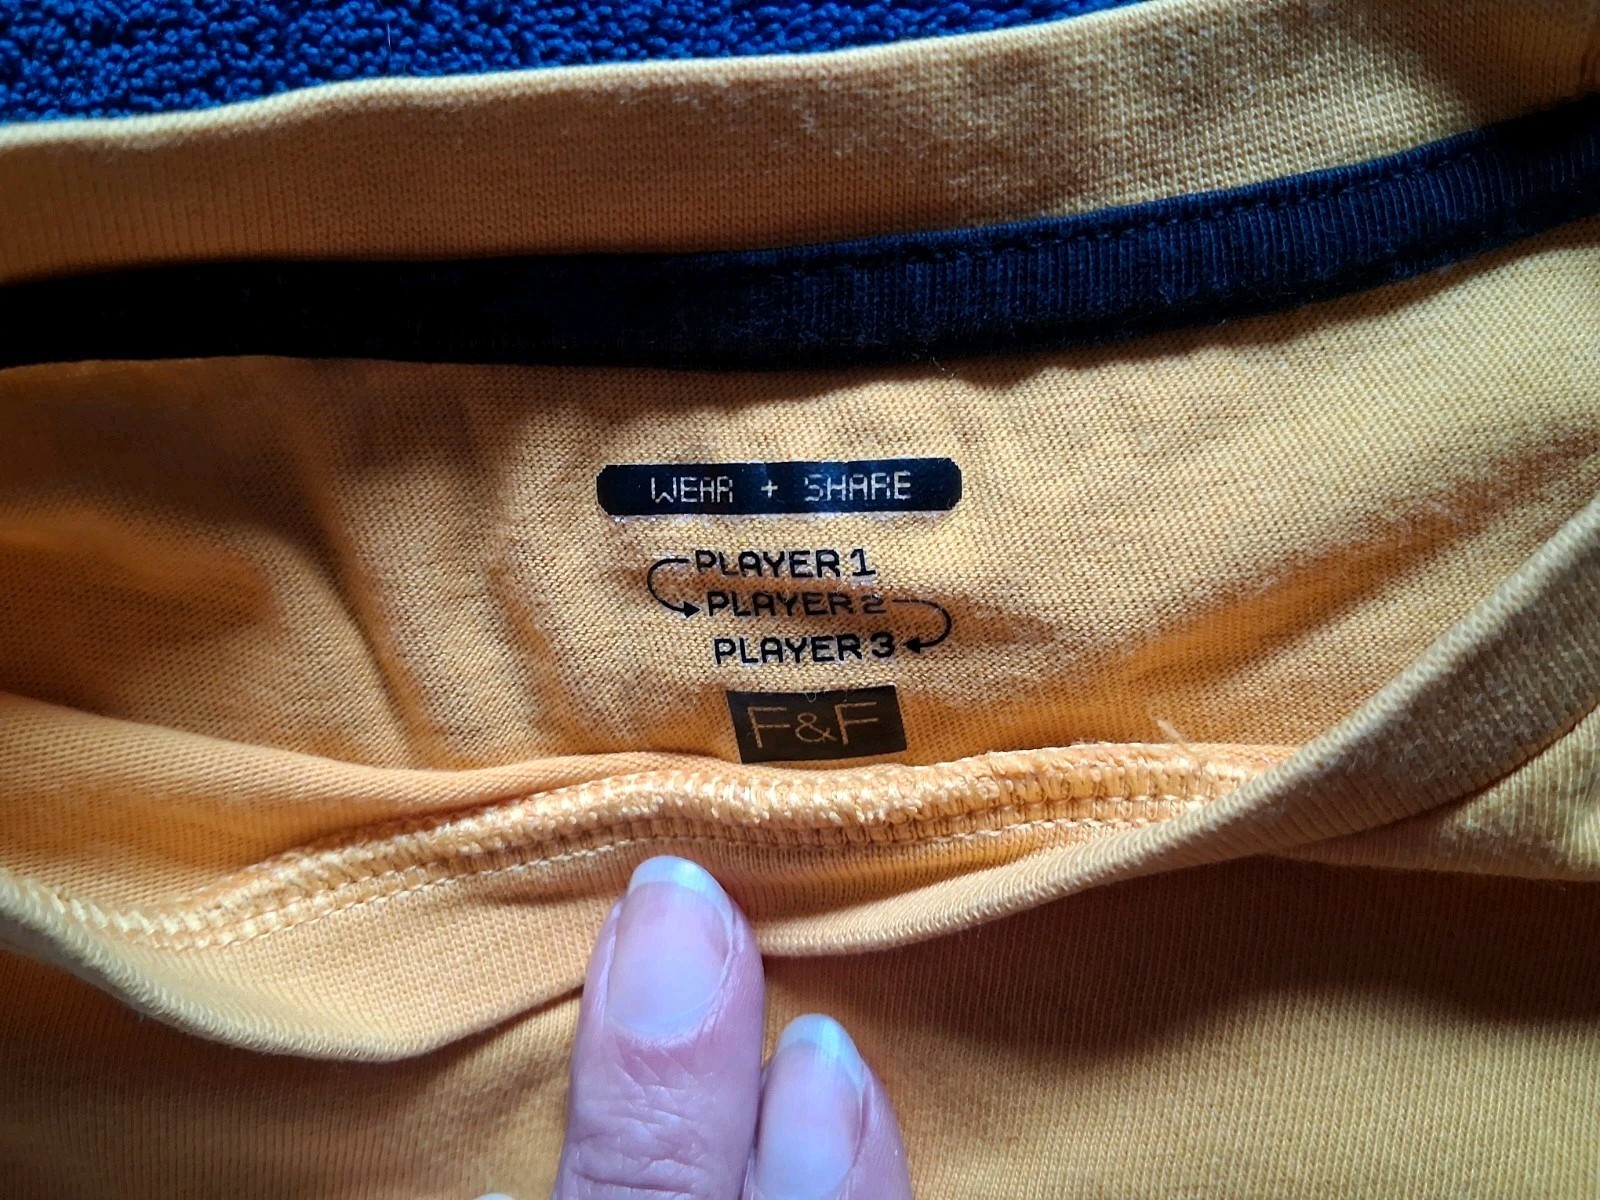 WEAR + SHARE
PLAYER 1
PLAYER 2
PLAYER 3
F&F